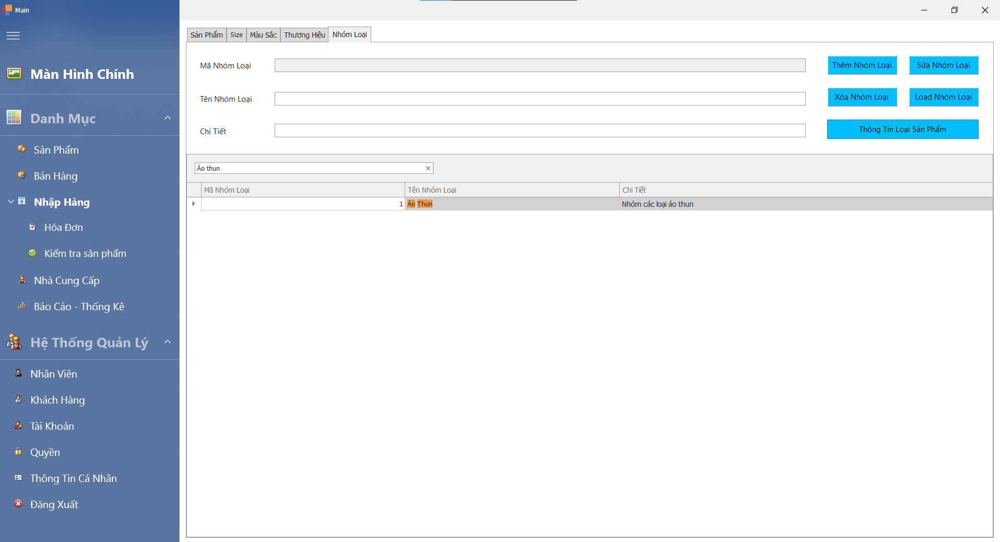 Main
Màn Hình Chính
Danh Mục
Sản Phẩm
Bán Hàng
Nhập Hàng
Hóa Đơn
Kiểm tra sản phẩm
Nhà Cung Cấp
Báo Cáo - Thống Kê
Hệ Thống Quản Lý
Nhân Viên
Khách Hàng
Tài Khoản
Quyền
Thông Tin Cá Nhân
Đăng Xuất
Sản Phẩm Size Màu Sắc Thương Hiệu Nhóm Loại
Mã Nhóm Loại
Thêm Nhóm Loại Sửa Nhóm Loại
Tên Nhóm Loại
Xóa Nhóm Loại Load Nhóm Loại
Chi Tiết
Thông Tin Loại Sản Phẩm
Áo thun
Mã Nhóm Loại Tên Nhóm Loại Chi Tiết
1 Áo Thun Nhóm các loại áo thun